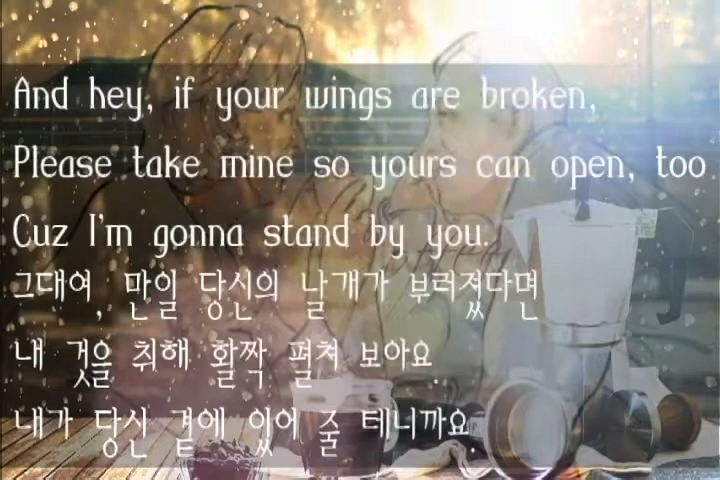 And hey, if your wings are broken,
Please take mine so yours can open, too
Cuz I'm gonna stand by you.
그대여, 만일 당신의 날개가 부러졌다면
내 것을 취해 활짝 펼쳐 보아요.
내가 당신 곁에 있어 줄 테니까요.